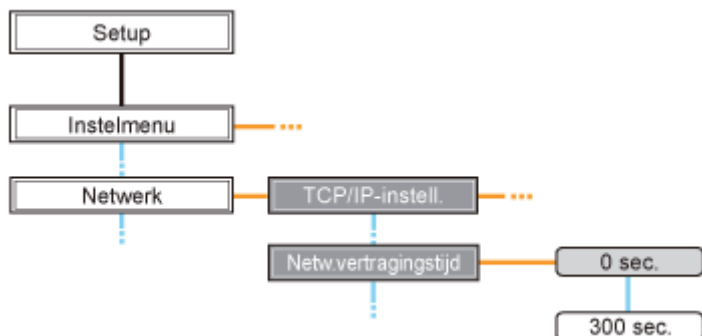 Setup
Instelmenu
Netwerk
TCP/IP-instell.
Netw.vertragingstijd
0 sec.
300 sec.